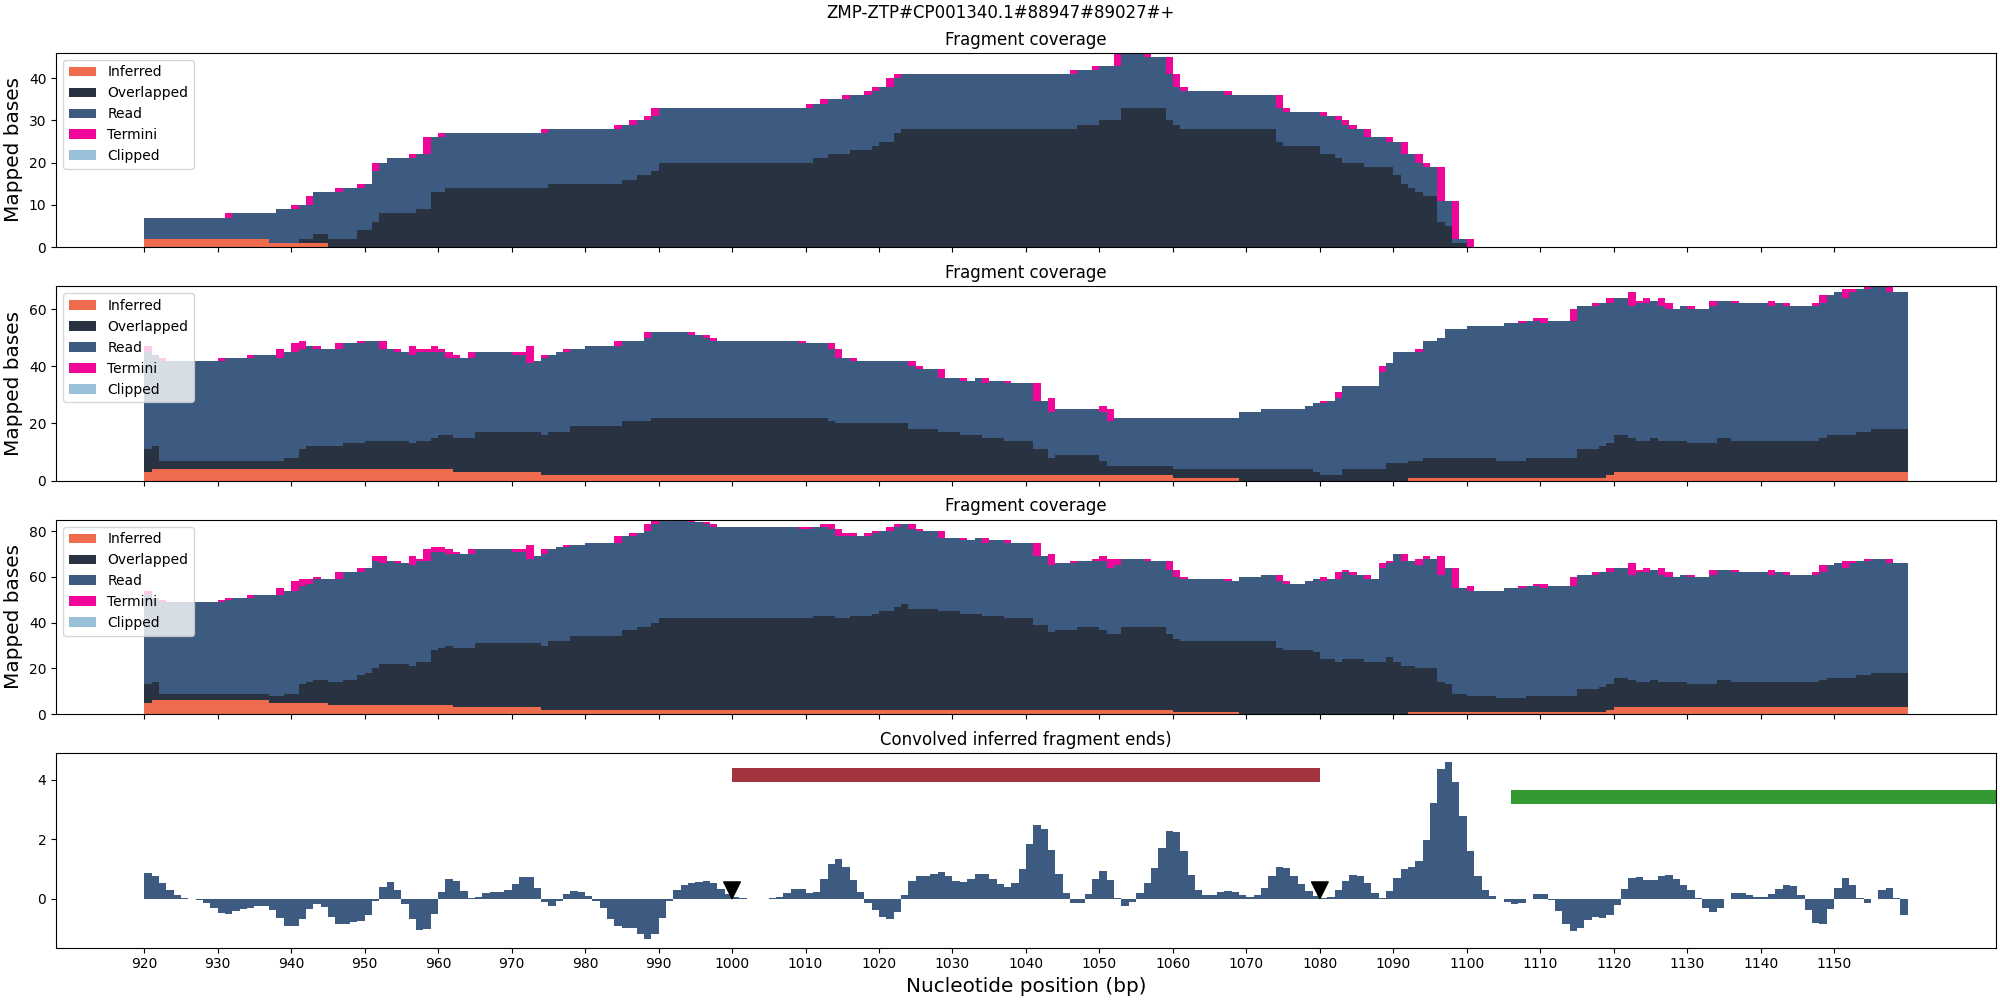 ZMP-ZTP#CP001340.1#88947#89027#+
Fragment coverage
Mapped bases
40
30
20
10
0
Inferred
Overlapped
Read
Termini
Clipped
Fragment coverage
Mapped bases
60
40
20
0
Inferred
Overlapped
Read
Termini
Clipped
Fragment coverage
Mapped bases
80
60
40
20
0
Inferred
Overlapped
Read
Termini
Clipped
Convolved inferred fragment ends)
4
2
0
920 930 940 950 960 970 980 990 1000 1010 1020 1030 1040 1050 1060 1070 1080 1090 1100 1110 1120 1130 1140 1150
Nucleotide position (bp)